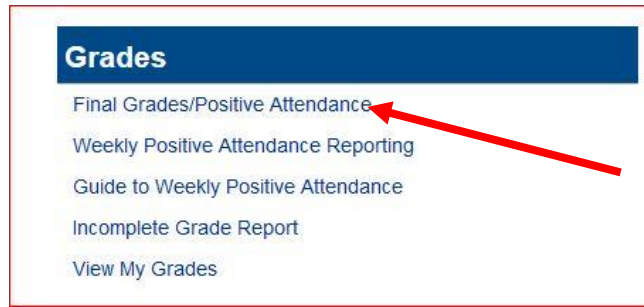 Grades
Final Grades/Positive Attendance
Weekly Positive Attendance Reporting
Guide to Weekly Positive Attendance
Incomplete Grade Report
View My Grades